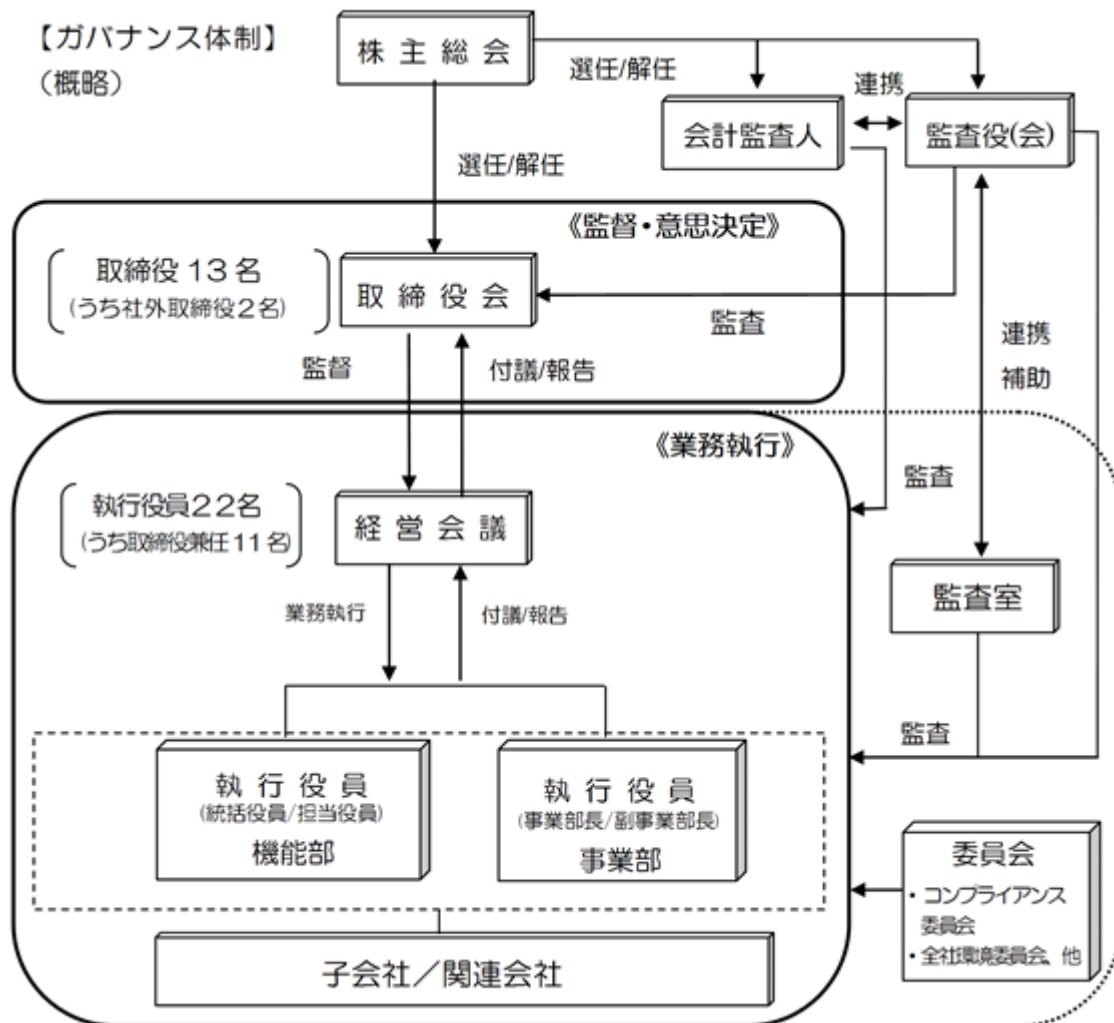 【ガバナンス体制】
(概略)
株主総会
選任/解任
連携
会計監査人
監査役(会)
選任/解任
《監督・意思決定》
取締役 13名
(うち社外取締役2名)
取締役会
監査
監督
付議/報告
連携
補助
《業務執行》
執行役員22名
(うち取締役兼任11名)
経営会議
監査
業務執行
付議/報告
監査室
監査
執行役員
(統括役員/担当役員)
機能部
執行役員
(事業部長/副事業部長)
事業部
委員会
・コンプライアンス
委員会
・全社環境委員会、他
子会社/関連会社